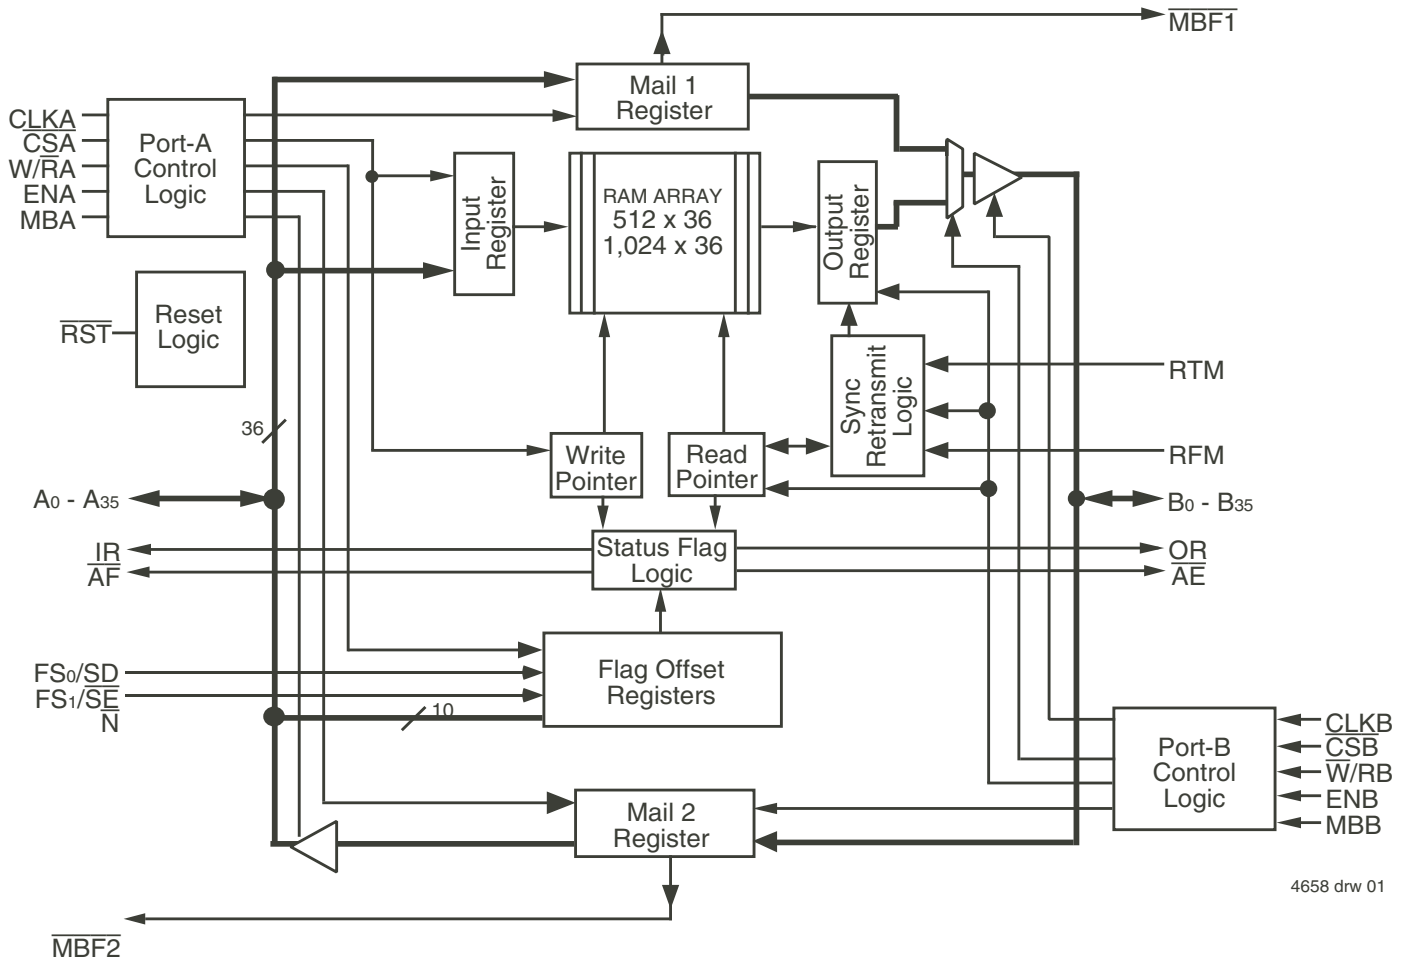 MBF1
Mail 1
Register
CLKA
CSA
W/RA
ENA
MBA
Port-A
Control
Logic
Input
Register
RAM ARRAY
512 x 36
1,024 x 36
Output
Register
RST
Reset
Logic
Sync
Retransmit
Logic
RTM
RFM
36
Write
Pointer
Read
Pointer
A0 - A35
B0 - B35
IR
AF
Status Flag
Logic
OR
AE
FS0/SD
FS1/SE
N
10
Flag Offset
Registers
Port-B
Control
Logic
CLKB
CSB
W/RB
ENB
MBB
Mail 2
Register
4658 drw 01
MBF2